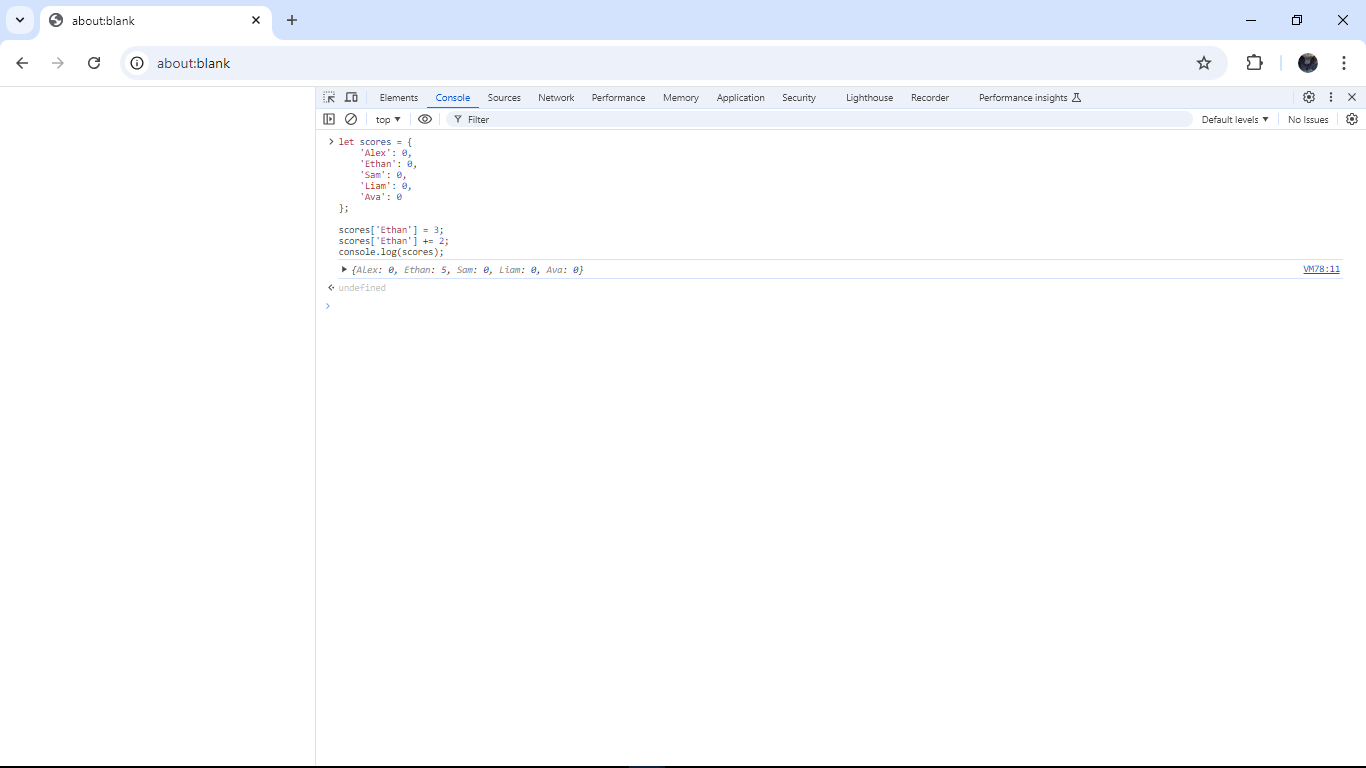 about:blank
about:blank
Elements Console Sources Network Performance Memory Application Security Lighthouse Recorder Performance insights
top Filter Default levels No Issues
let scores = {
    'Alex': 0,
    'Ethan': 0,
    'Sam': 0,
    'Liam': 0,
    'Ava': 0
};
scores['Ethan'] = 3;
scores['Ethan'] += 2;
console.log(scores);
{Alex: 0, Ethan: 5, Sam: 0, Liam: 0, Ava: 0} VM78:11
undefined